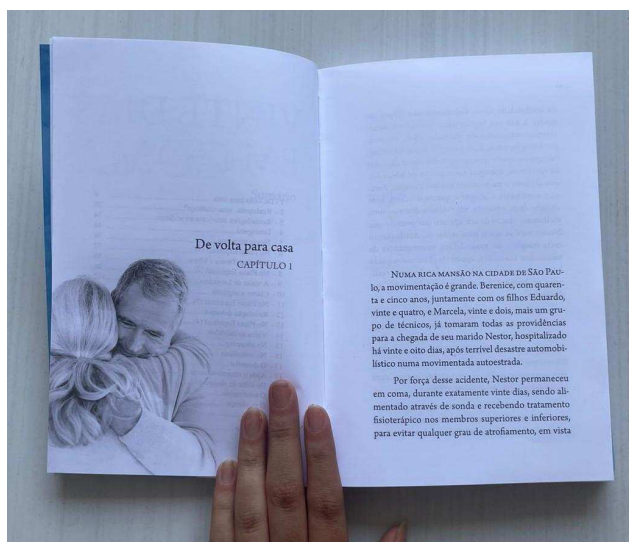 De volta para casa
CAPÍTULO 1
NUMA RICA MANSÃO NA CIDADE DE SÃO PAU-
lo, a movimentação é grande. Berenice, com quaren-
ta e cinco anos, juntamente com os filhos Eduardo,
vinte e quatro, e Marcela, vinte e dois, mais um gru-
po de técnicos, já tomaram todas as providências
para a chegada de seu marido Nestor, hospitalizado
há vinte e oito dias, após terrível desastre automobi-
lístico numa movimentada autoestrada.
Por força desse acidente, Nestor permaneceu
em coma, durante exatamente vinte dias, sendo ali-
mentado através de sonda e recebendo tratamento
fisioterápico nos membros superiores e inferiores,
para evitar qualquer grau de atrofiamento, em vista